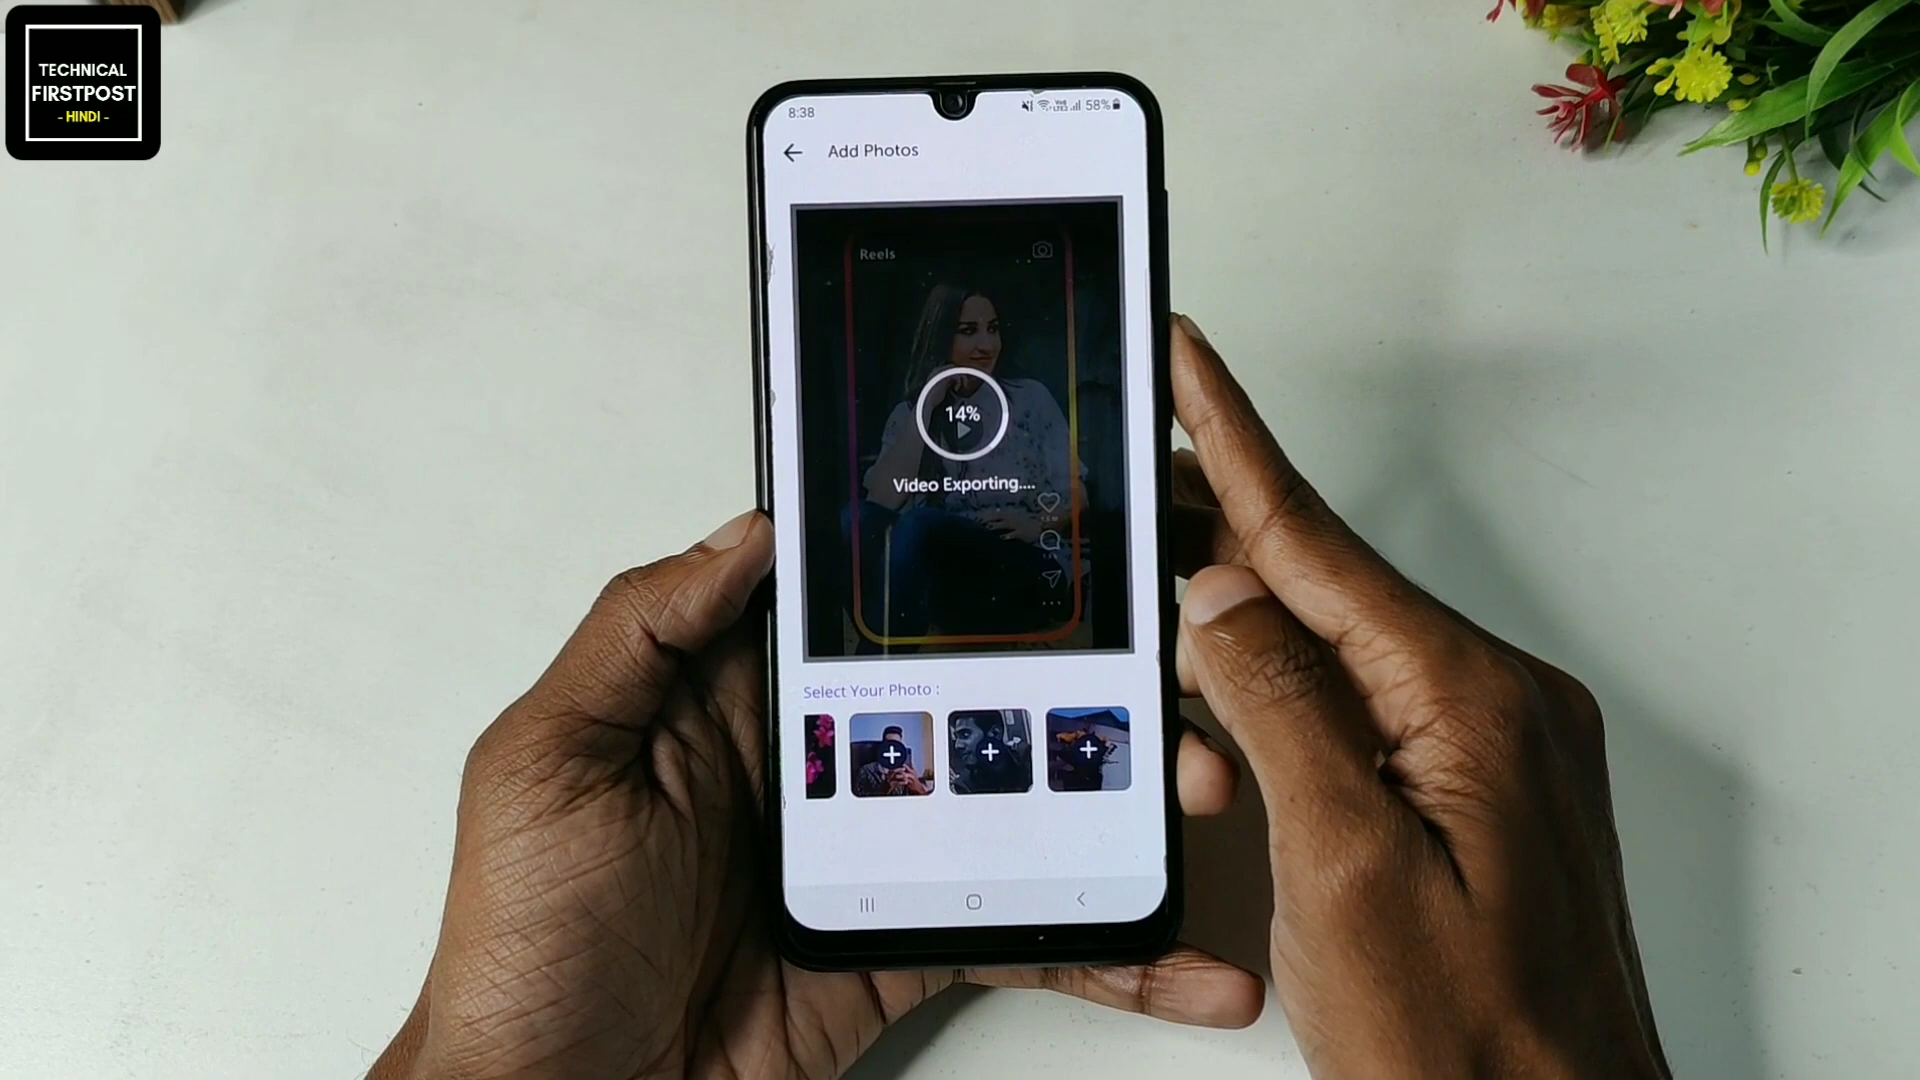 TECHNICAL
FIRSTPOST
- HINDI -
8:38
58%
Add Photos
Reels
14%
Video Exporting....
Select Your Photo :